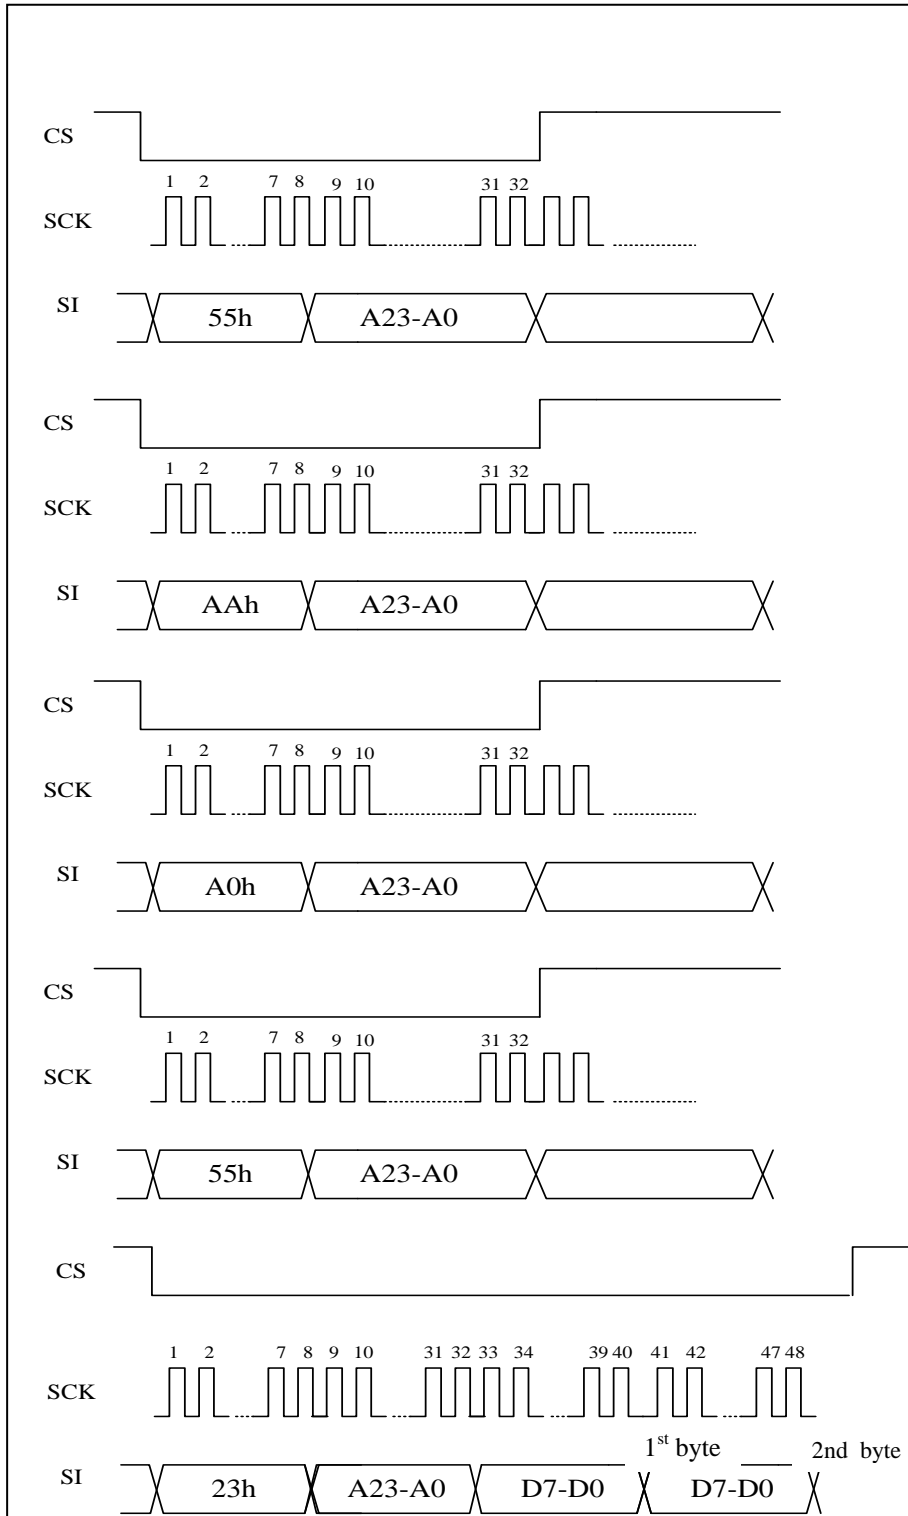 CS
1 2 7 8 9 10 31 32
SCK
SI 55h A23-A0
CS
1 2 7 8 9 10 31 32
SCK
SI AAh A23-A0
CS
1 2 7 8 9 10 31 32
SCK
SI A0h A23-A0
CS
1 2 7 8 9 10 31 32
SCK
SI 55h A23-A0
CS
1 2 7 8 9 10 31 32 33 34 39 40 41 42 47 48
SCK
1st byte 2nd byte
SI 23h A23-A0 D7-D0 D7-D0